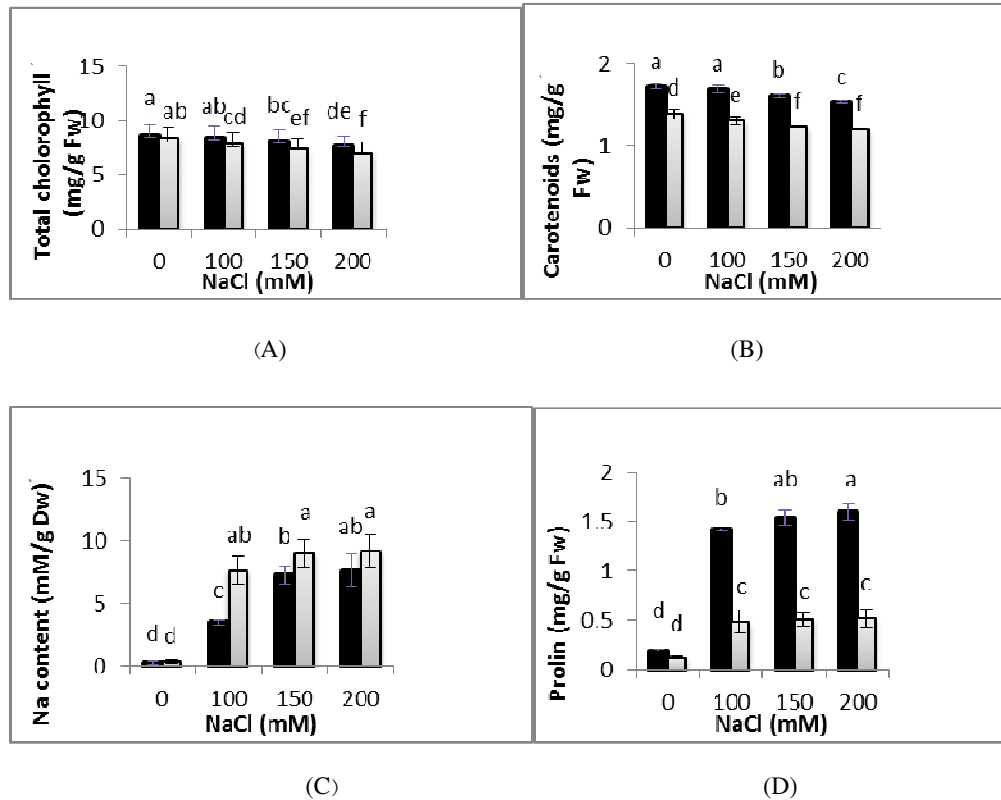 15
10
5
0
Total cholorophyll
(mg/g Fw)
a ab ab cd bc ef de f
0 100 150 200
NaCl (mM)
(A)
2
1
0
Carotenoids (mg/g
Fw)
a d a e b f c f
0 100 150 200
NaCl (mM)
(B)
15
10
5
0
Na content (mM/g Dw)
d d c ab b a ab a
0 100 150 200
NaCl (mM)
(C)
2
1.5
1
0.5
0
Prolin (mg/g Fw)
d d b c ab c a c
0 100 150 200
NaCl (mM)
(D)